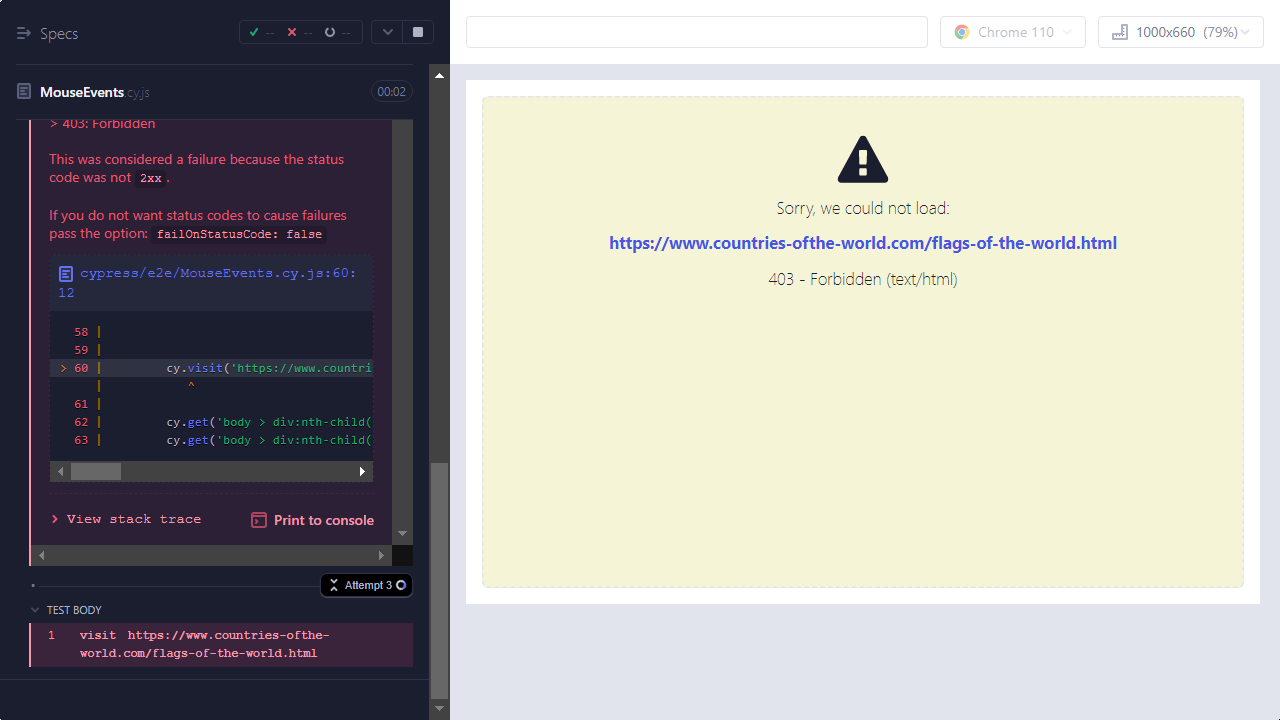 Specs
-- -- --
MouseEvents.cy.js 00:02
> 403: Forbidden
This was considered a failure because the status
code was not 2xx.
If you do not want status codes to cause failures
pass the option: failOnStatusCode: false
cypress/e2e/MouseEvents.cy.js:60:
12
58 |
59 |
> 60 | cy.visit('https://www.countri
| ^
61 |
62 | cy.get('body > div:nth-child(
63 | cy.get('body > div:nth-child(
> View stack trace
Print to console
Attempt 3
TEST BODY
1 visit https://www.countries-ofthe-
world.com/flags-of-the-world.html
Chrome 110
1000x660 (79%)
Sorry, we could not load:
https://www.countries-ofthe-world.com/flags-of-the-world.html
403 - Forbidden (text/html)